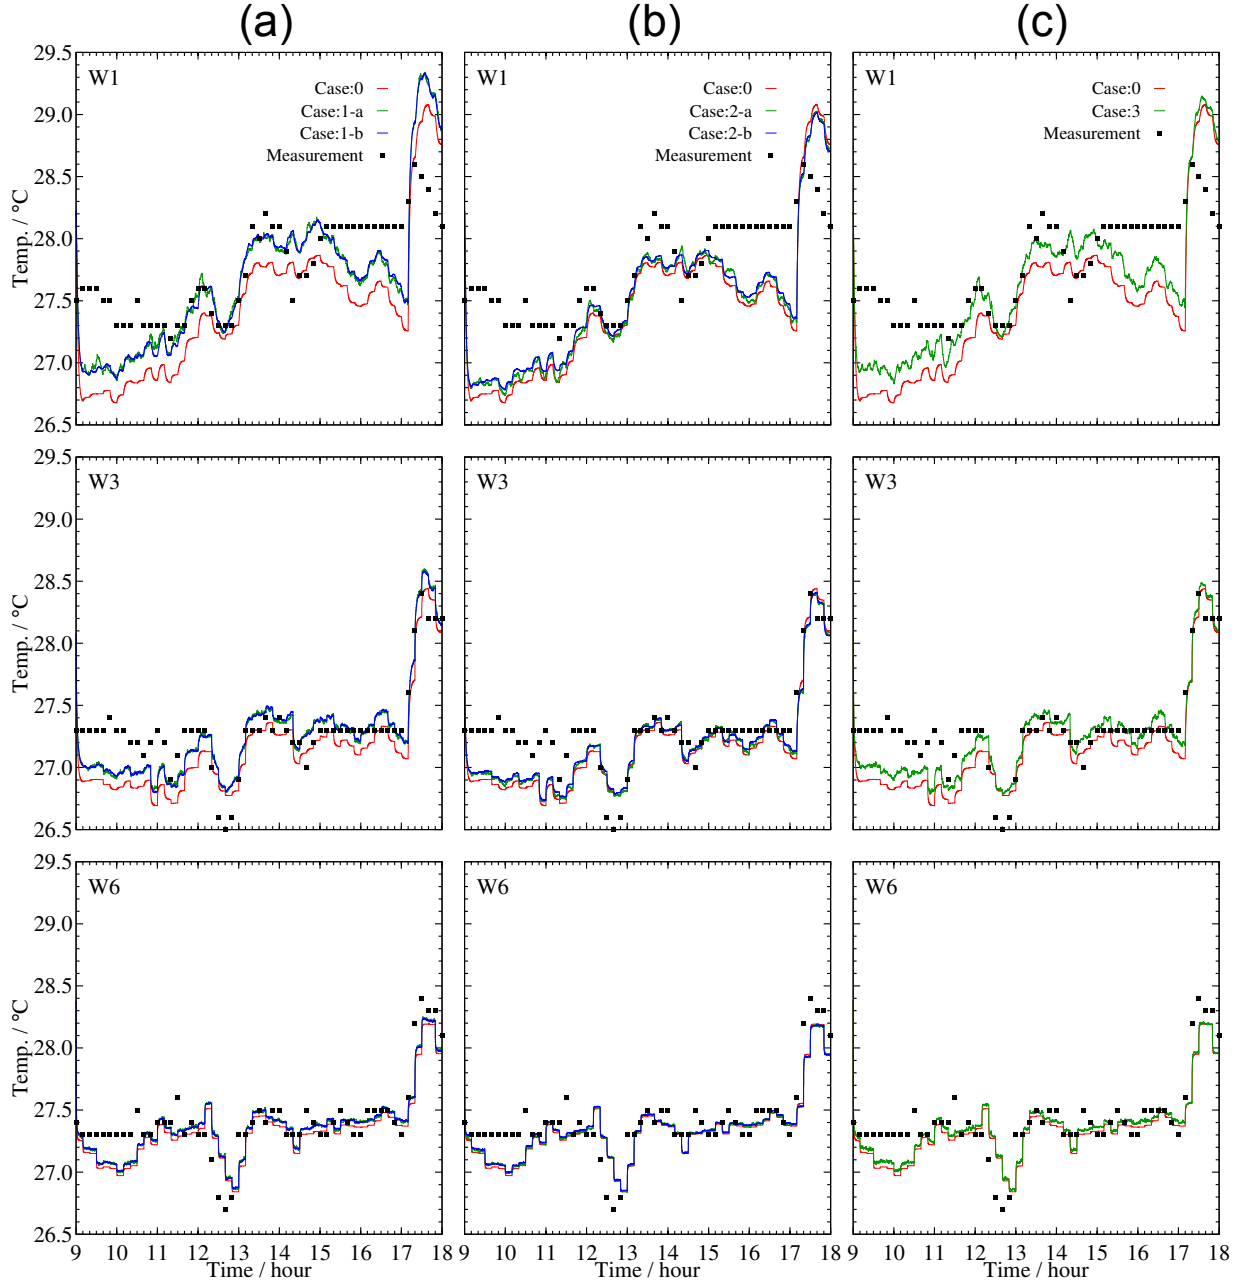 (a) (b) (c)
29.5
29.0
28.5
28.0
27.5
27.0
26.5
Temp. / °C
W1
Case:0
Case:1-a
Case:1-b
Measurement
W1
Case:0
Case:2-a
Case:2-b
Measurement
W1
Case:0
Case:3
Measurement
29.5
29.0
28.5
28.0
27.5
27.0
26.5
Temp. / °C
W3
W3
W3
29.5
29.0
28.5
28.0
27.5
27.0
26.5
Temp. / °C
W6
W6
W6
9 10 11 12 13 14 15 16 17 18
Time / hour
9 10 11 12 13 14 15 16 17 18
Time / hour
9 10 11 12 13 14 15 16 17 18
Time / hour